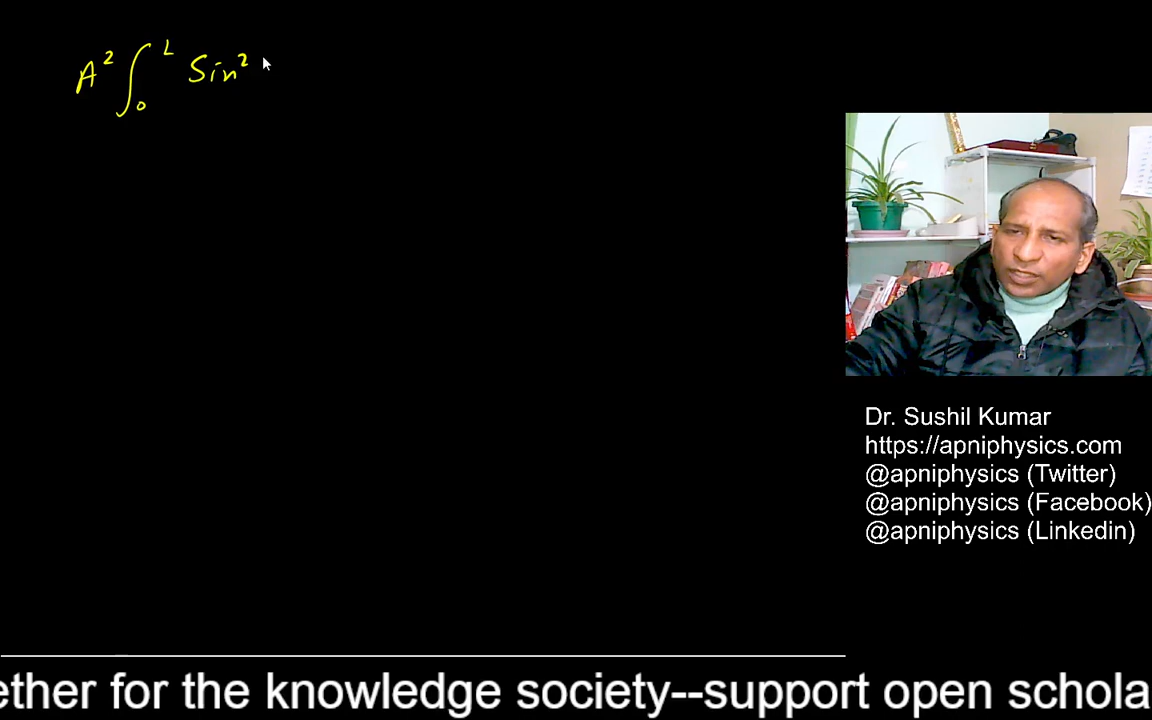 A² ∫₀ᴸ Sin²
Dr. Sushil Kumar
https://apniphysics.com
@apniphysics (Twitter)
@apniphysics (Facebook)
@apniphysics (Linkedin)
ether for the knowledge society--support open schola